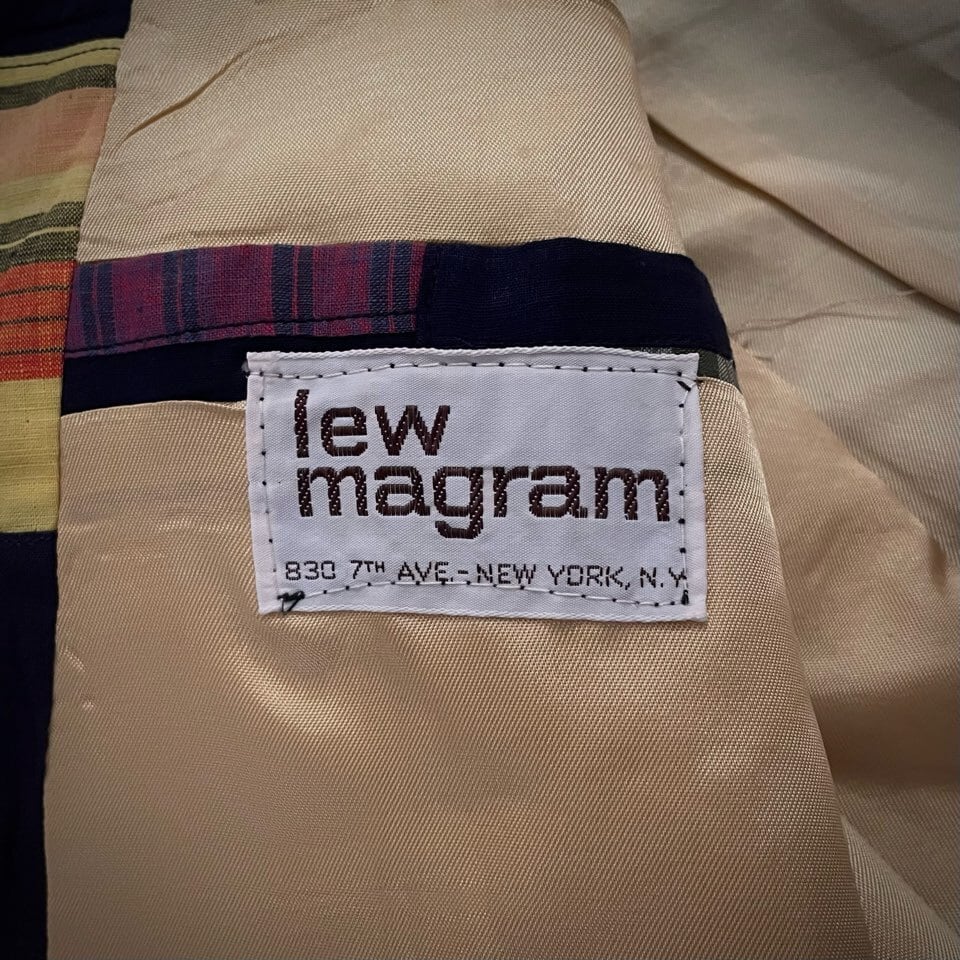 lew
magram
830 7TH AVE.-NEW YORK, N.Y.